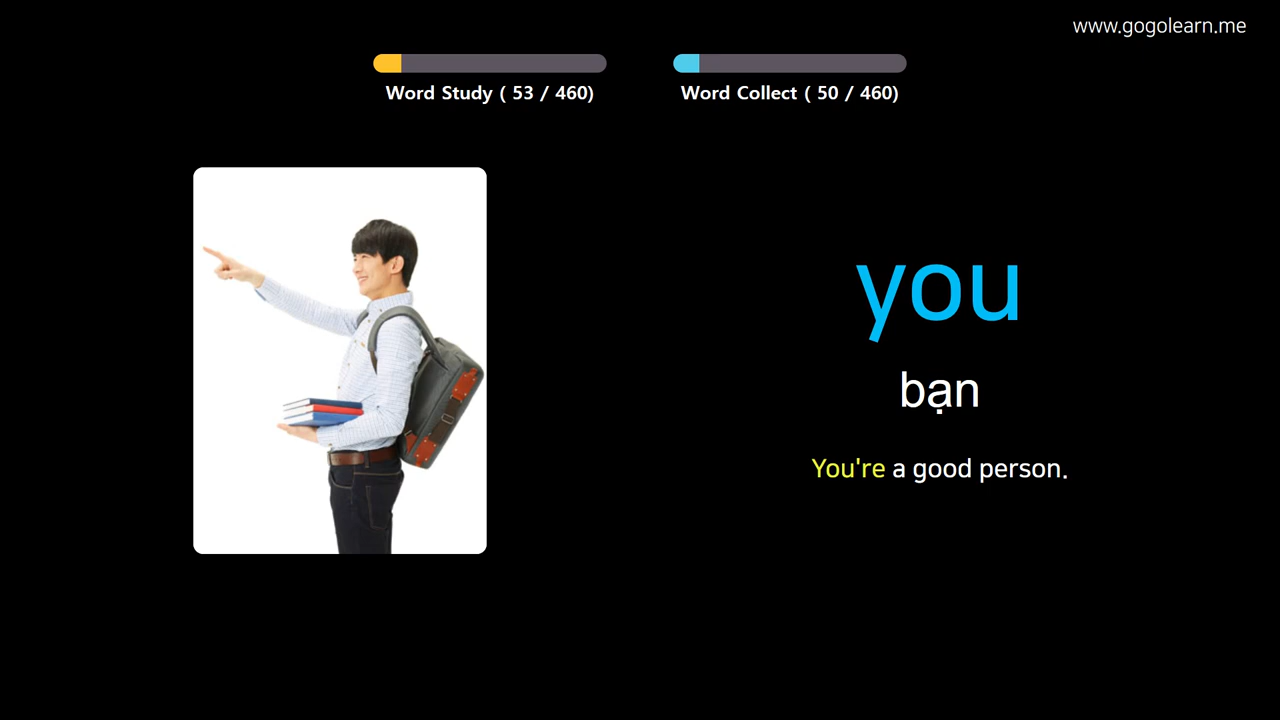 www.gogolearn.me
Word Study ( 53 / 460)
Word Collect ( 50 / 460)
you
bạn
You're a good person.